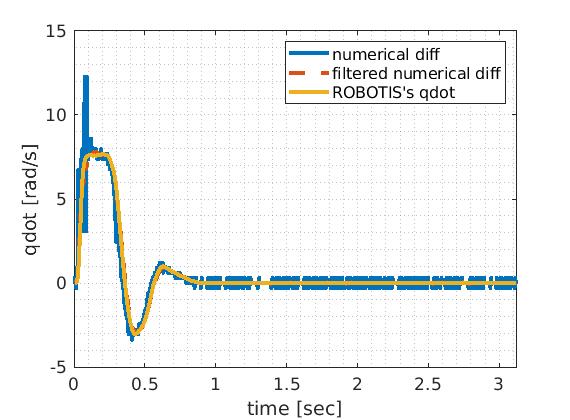 15
10
5
0
-5
qdot [rad/s]
numerical diff
filtered numerical diff
ROBOTIS's qdot
0
0.5
1
1.5
2
2.5
3
time [sec]